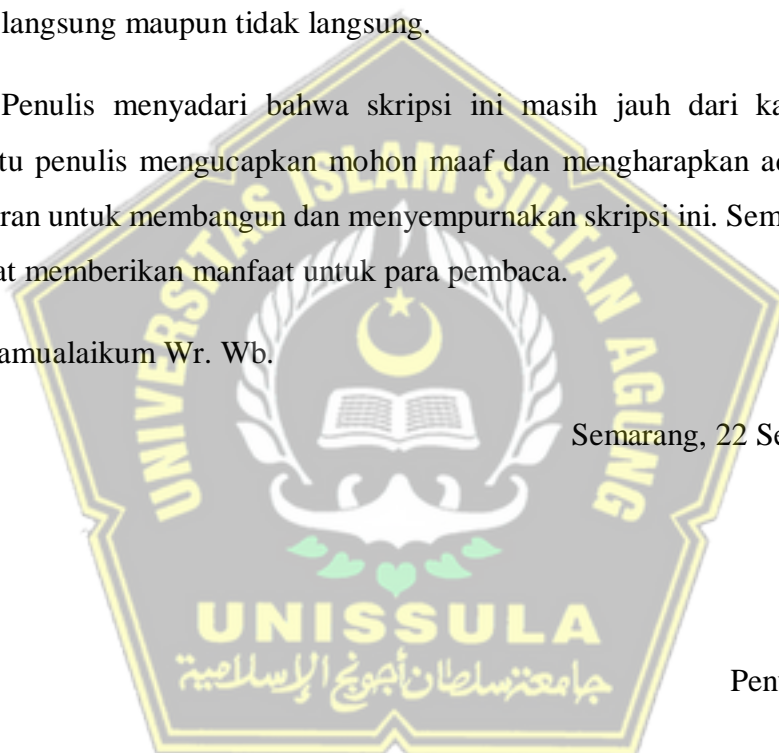 langsung maupun tidak langsung.
Penulis menyadari bahwa skripsi ini masih jauh dari ka
tu penulis mengucapkan mohon maaf dan mengharapkan ad
ran untuk membangun dan menyempurnakan skripsi ini. Sem
at memberikan manfaat untuk para pembaca.
amualaikum Wr. Wb.
Semarang, 22 Se
Pen
UNIVERSITAS ISLAM SULTAN AGUNG
UNISSULA
جامعة سلطان أجونج الإسلامية